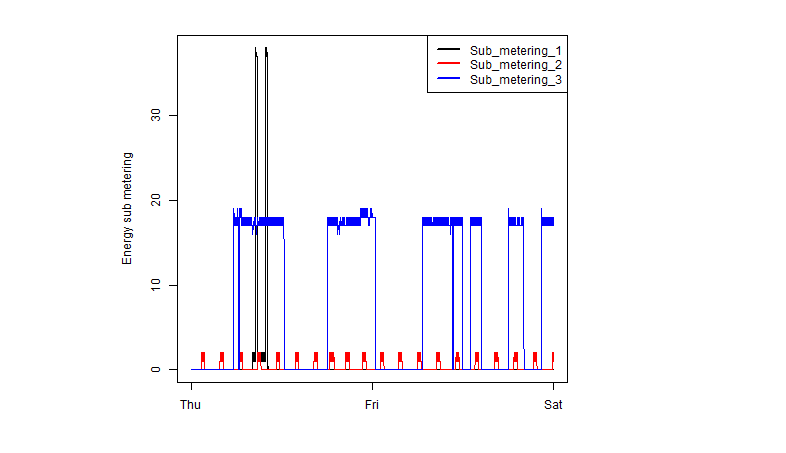 Sub_metering_1
Sub_metering_2
Sub_metering_3
Energy sub metering
30
20
10
0
Thu Fri Sat